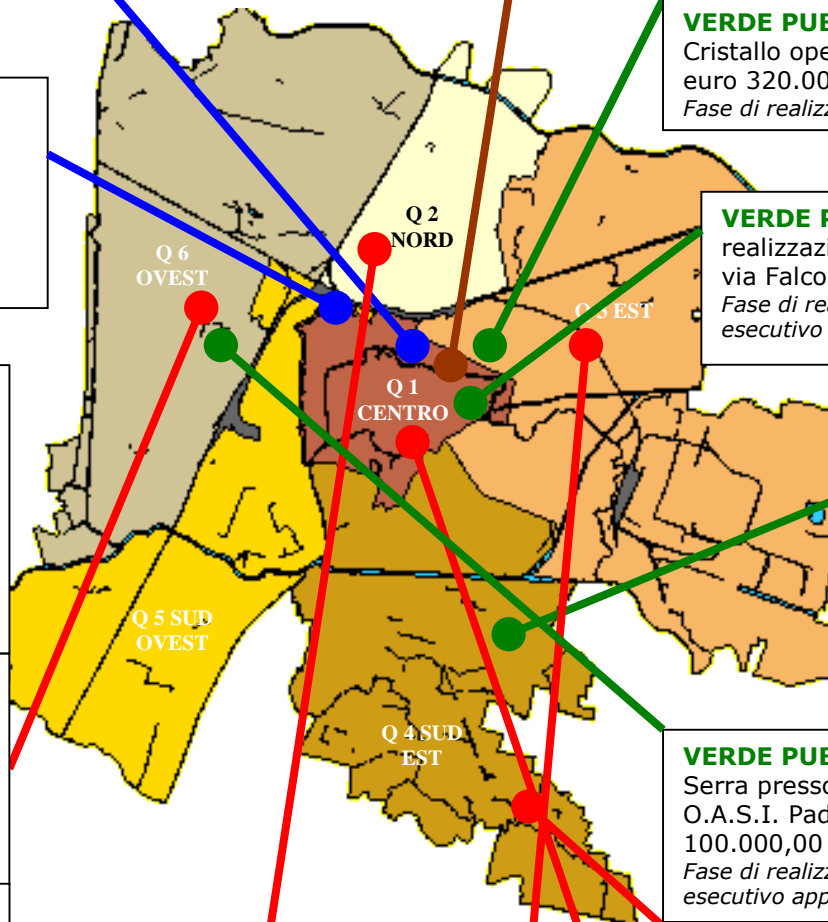 VERDE PUB
Cristallo ope
euro 320.00
Fase di realizz
VERDE P
realizzazi
via Falco
Fase di rea
esecutivo
Q 2
NORD
Q 6
OVEST
Q 3 EST
Q 1
CENTRO
Q 5 SUD
OVEST
Q 4 SUD
EST
VERDE PUB
Serra presso
O.A.S.I. Pad
100.000,00
Fase di realizz
esecutivo app